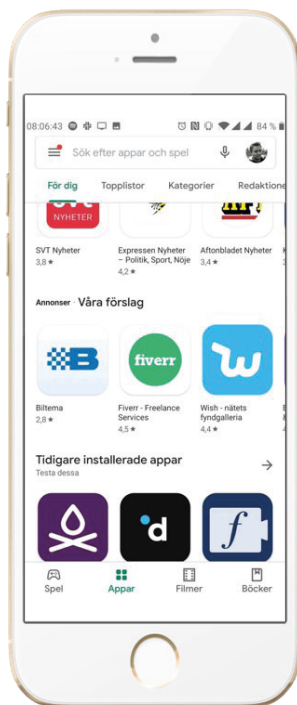 08:06:43
84 %
Sök efter appar och spel
För dig
Topplistor
Kategorier
Redaktione
NYHETER
SVT Nyheter
3,8 ★
Expressen Nyheter
– Politik, Sport, Nöje
4,2 ★
Aftonbladet Nyheter
3,4 ★
Annonser · Våra förslag
B
fiverr
w
Biltema
2,8 ★
Fiverr - Freelance
Services
4,5 ★
Wish - nätets
fyndgalleria
4,4 ★
Tidigare installerade appar
Testa dessa
d
f
Spel
Appar
Filmer
Böcker